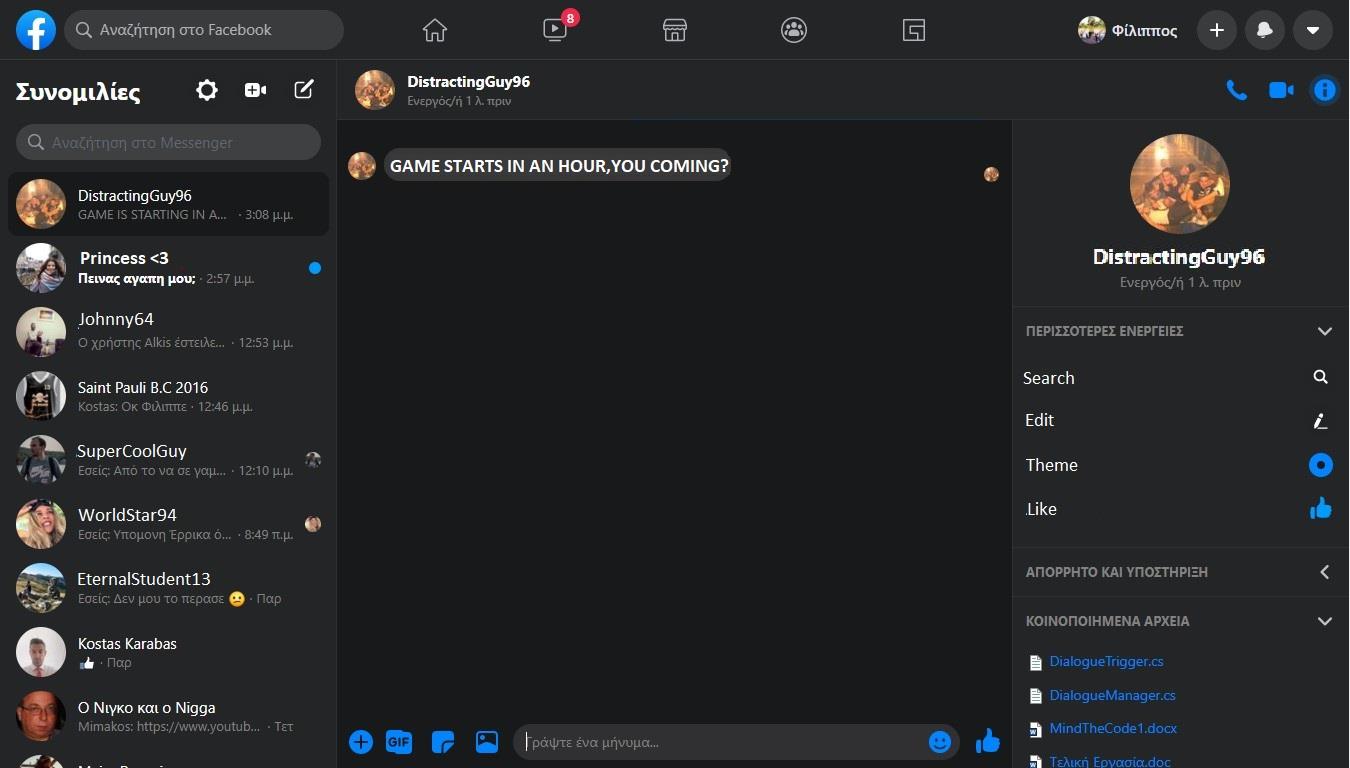 Αναζήτηση στο Facebook
8
Φίλιππος
Συνομιλίες
Αναζήτηση στο Messenger
DistractingGuy96
GAME IS STARTING IN A... · 3:08 μ.μ.
Princess <3
Πεινας αγαπη μου; · 2:57 μ.μ.
Johnny64
Ο χρήστης Alkis έστειλε... · 12:53 μ.μ.
Saint Pauli B.C 2016
Kostas: Οκ Φιλιππε · 12:46 μ.μ.
SuperCoolGuy
Εσείς: Από το να σε γαμ... · 12:10 μ.μ.
WorldStar94
Εσείς: Υπομονη Έρρικα ό... · 8:49 π.μ.
EternalStudent13
Εσείς: Δεν μου το περασε 😕 · Παρ
Kostas Karabas
👍 · Παρ
Ο Νιγκο και ο Nigga
Mimakos: https://www.youtub... · Τετ
DistractingGuy96
Ενεργός/ή 1 λ. πριν
GAME STARTS IN AN HOUR,YOU COMING?
GIF
Γράψτε ένα μήνυμα...
DistractingGuy96
Ενεργός/ή 1 λ. πριν
ΠΕΡΙΣΣΟΤΕΡΕΣ ΕΝΕΡΓΕΙΕΣ
Search
Edit
Theme
Like
ΑΠΟΡΡΗΤΟ ΚΑΙ ΥΠΟΣΤΗΡΙΞΗ
ΚΟΙΝΟΠΟΙΗΜΕΝΑ ΑΡΧΕΙΑ
DialogueTrigger.cs
DialogueManager.cs
MindTheCode1.docx
Τελική Εργασία.doc